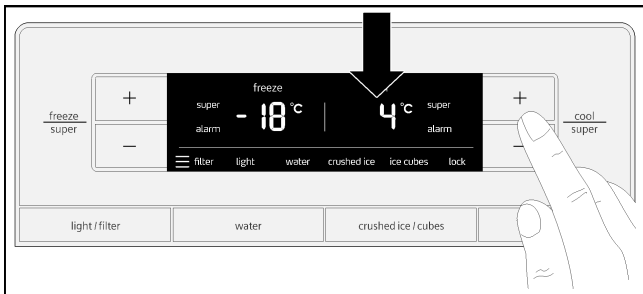 freeze
super
+
−
freeze
super
alarm
-18 °C
4 °C
super
alarm
filter light water crushed ice ice cubes lock
+
−
cool
super
light / filter
water
crushed ice / cubes